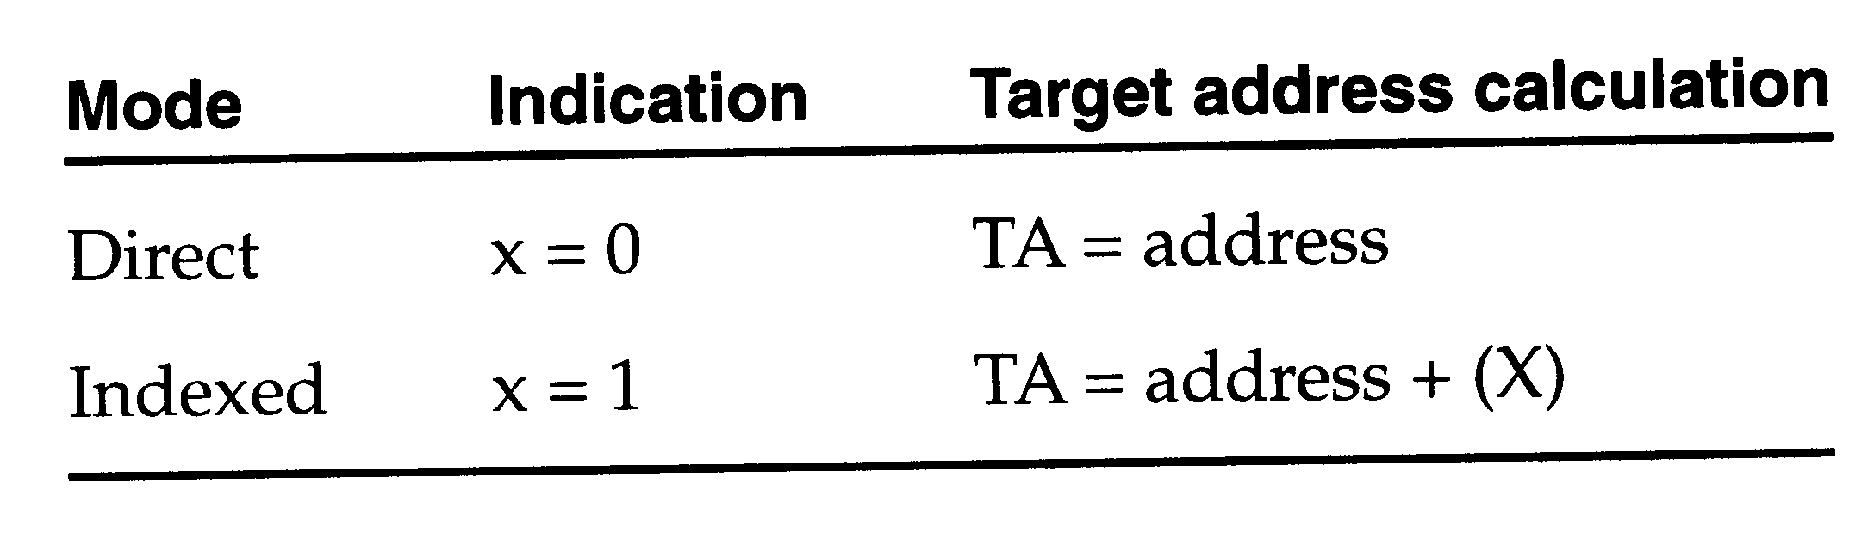 Mode Indication Target address calculation
Direct x = 0 TA = address
Indexed x = 1 TA = address + (X)